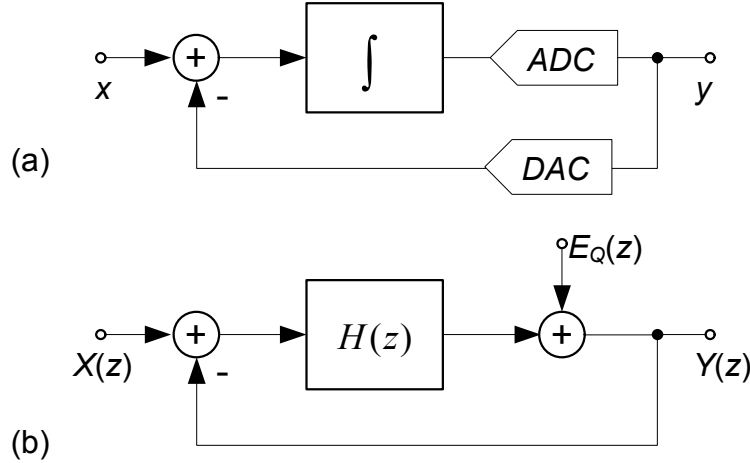 +
∫
ADC
x
-
y
(a)
DAC
E_Q(z)
+
H(z)
+
X(z)
-
Y(z)
(b)